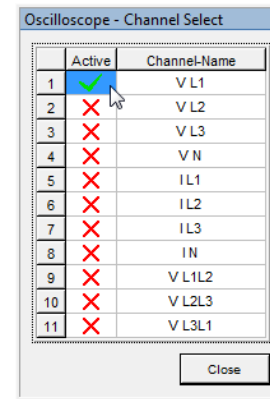 Oscilloscope - Channel Select
Active Channel-Name
1 V L1
2 V L2
3 V L3
4 V N
5 I L1
6 I L2
7 I L3
8 I N
9 V L1L2
10 V L2L3
11 V L3L1
Close